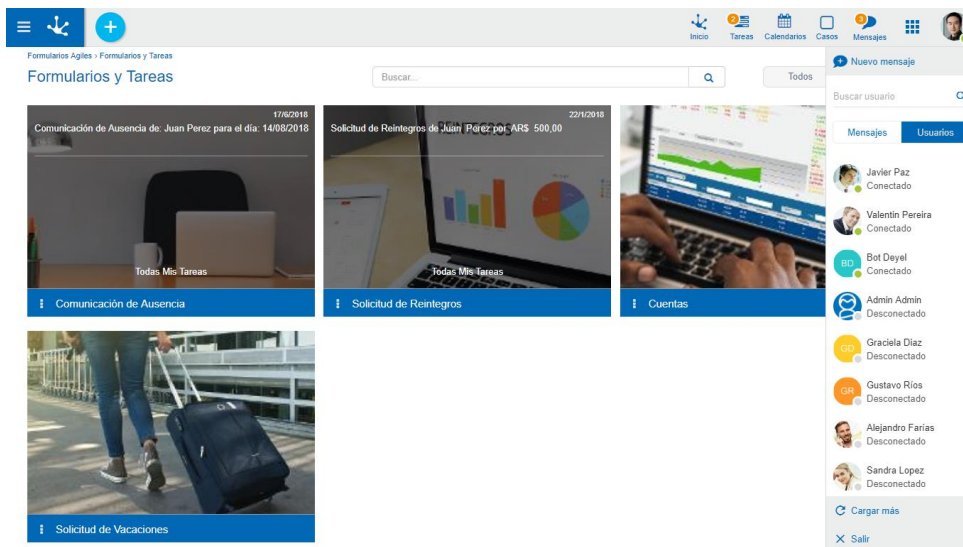 2
3
Inicio
Tareas
Calendarios
Casos
Mensajes
Formularios Agiles > Formularios y Tareas
Formularios y Tareas
Buscar...
Todos
Nuevo mensaje
Buscar usuario
Mensajes
Usuarios
17/6/2018
Comunicación de Ausencia de: Juan Perez para el día: 14/08/2018
Todas Mis Tareas
Comunicación de Ausencia
22/1/2018
Solicitud de Reintegros de Juan Perez por AR$ 500,00
REINTEGROS
Todas Mis Tareas
Solicitud de Reintegros
Cuentas
Solicitud de Vacaciones
Javier Paz
Conectado
Valentin Pereira
Conectado
BD
Bot Deyel
Conectado
Admin Admin
Desconectado
GD
Graciela Diaz
Desconectado
GR
Gustavo Ríos
Desconectado
Alejandro Farías
Desconectado
Sandra Lopez
Desconectado
Cargar más
Salir